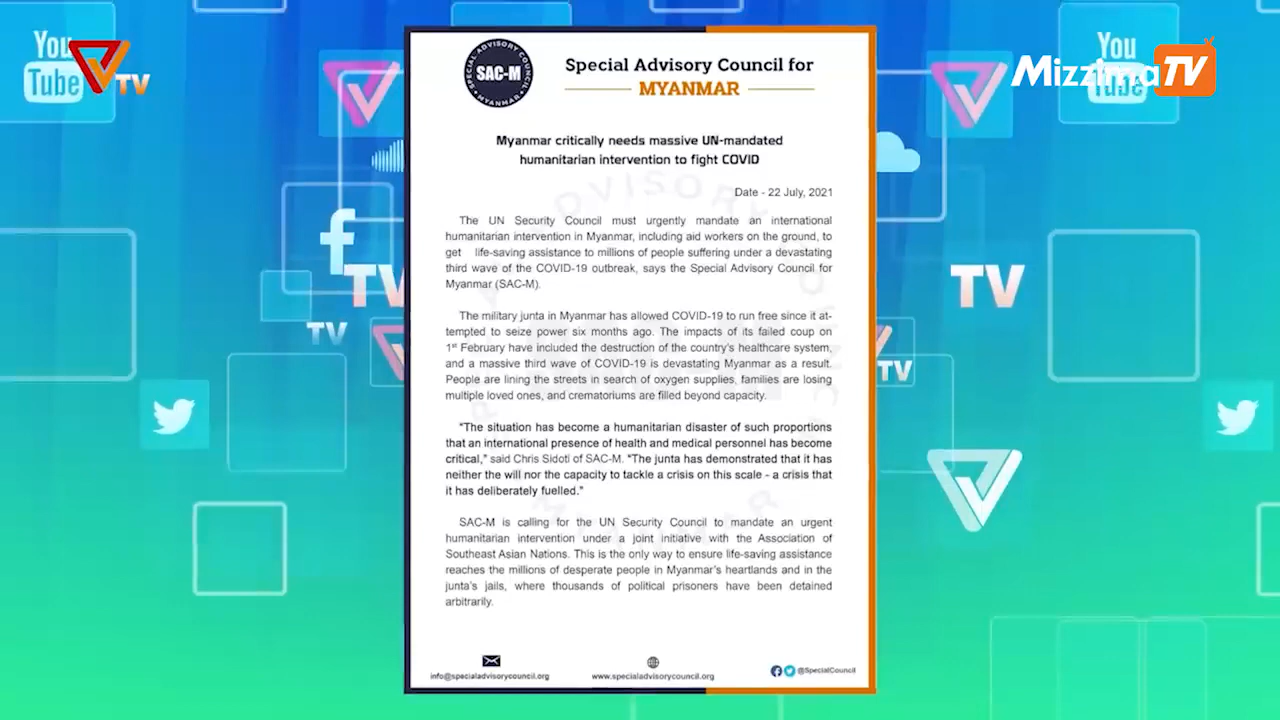 You
Tube
TV
MizzimaTV
You
Tube
SPECIAL ADVISORY COUNCIL
SAC-M
MYANMAR
Special Advisory Council for
MYANMAR
Myanmar critically needs massive UN-mandated
humanitarian intervention to fight COVID
Date - 22 July, 2021
The UN Security Council must urgently mandate an international
humanitarian intervention in Myanmar, including aid workers on the ground, to
get life-saving assistance to millions of people suffering under a devastating
third wave of the COVID-19 outbreak, says the Special Advisory Council for
Myanmar (SAC-M).
The military junta in Myanmar has allowed COVID-19 to run free since it at-
tempted to seize power six months ago. The impacts of its failed coup on
1st February have included the destruction of the country's healthcare system,
and a massive third wave of COVID-19 is devastating Myanmar as a result.
People are lining the streets in search of oxygen supplies, families are losing
multiple loved ones, and crematoriums are filled beyond capacity.
"The situation has become a humanitarian disaster of such proportions
that an international presence of health and medical personnel has become
critical," said Chris Sidoti of SAC-M. "The junta has demonstrated that it has
neither the will nor the capacity to tackle a crisis on this scale - a crisis that
it has deliberately fuelled."
SAC-M is calling for the UN Security Council to mandate an urgent
humanitarian intervention under a joint initiative with the Association of
Southeast Asian Nations. This is the only way to ensure life-saving assistance
reaches the millions of desperate people in Myanmar's heartlands and in the
junta's jails, where thousands of political prisoners have been detained
arbitrarily.
info@specialadvisorycouncil.org
www.specialadvisorycouncil.org
@SpecialCouncil
TV
TV
TV
TV